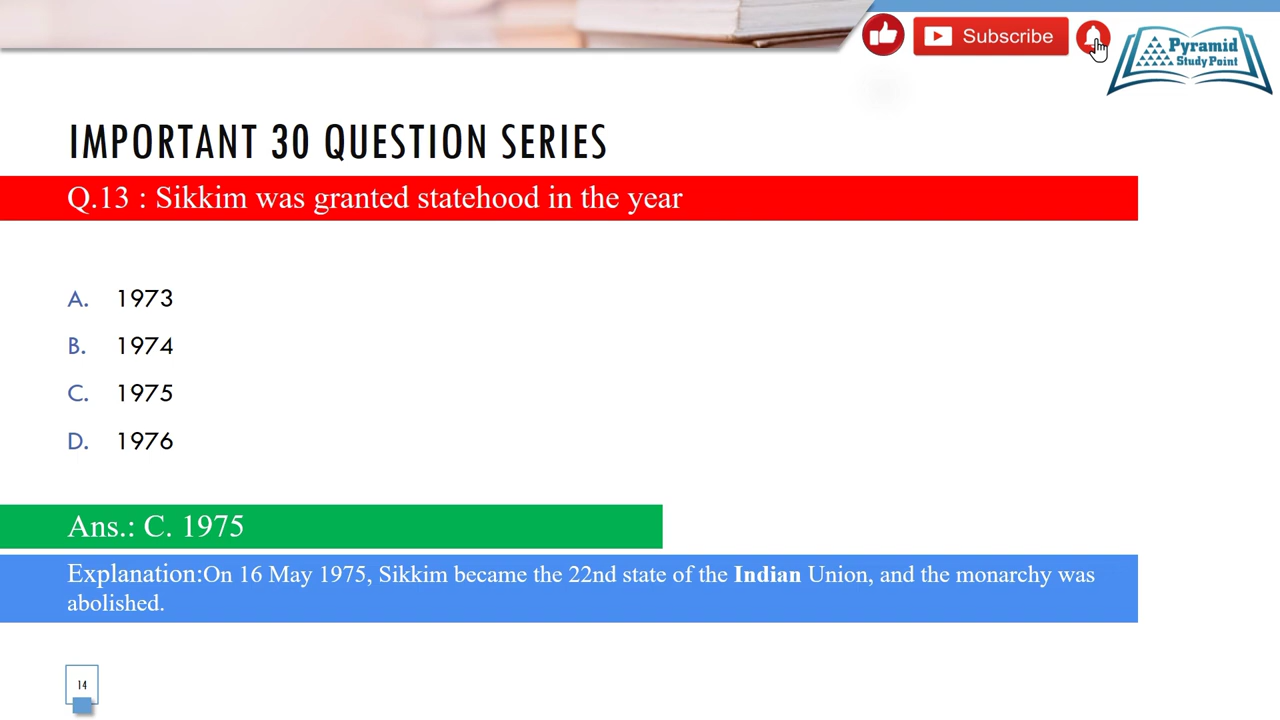 Subscribe
Pyramid
Study Point
IMPORTANT 30 QUESTION SERIES
Q.13 : Sikkim was granted statehood in the year
A. 1973
B. 1974
C. 1975
D. 1976
Ans.: C. 1975
Explanation:On 16 May 1975, Sikkim became the 22nd state of the Indian Union, and the monarchy was
abolished.
14